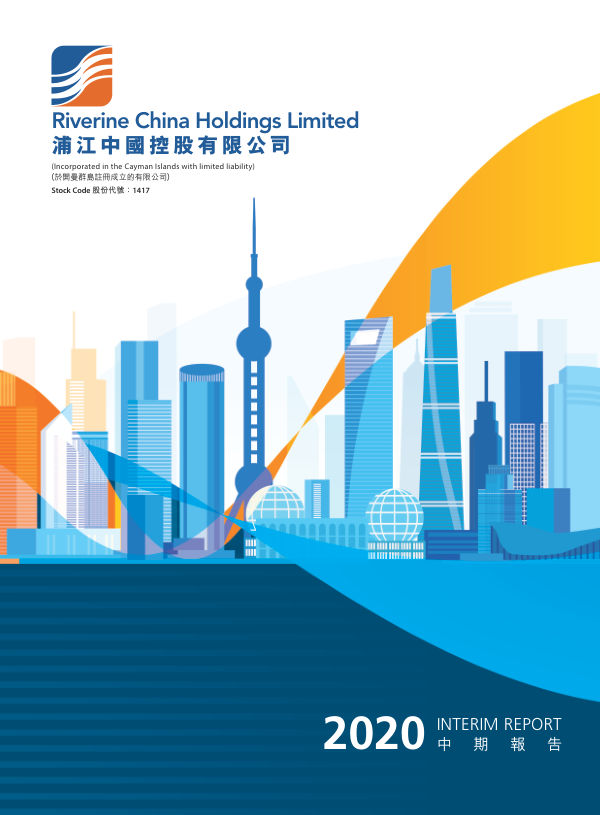 Riverine China Holdings Limited
浦江中國控股有限公司
(Incorporated in the Cayman Islands with limited liability)
(於開曼群島註冊成立的有限公司)
Stock Code 股份代號：1417
2020 INTERIM REPORT
中期報告